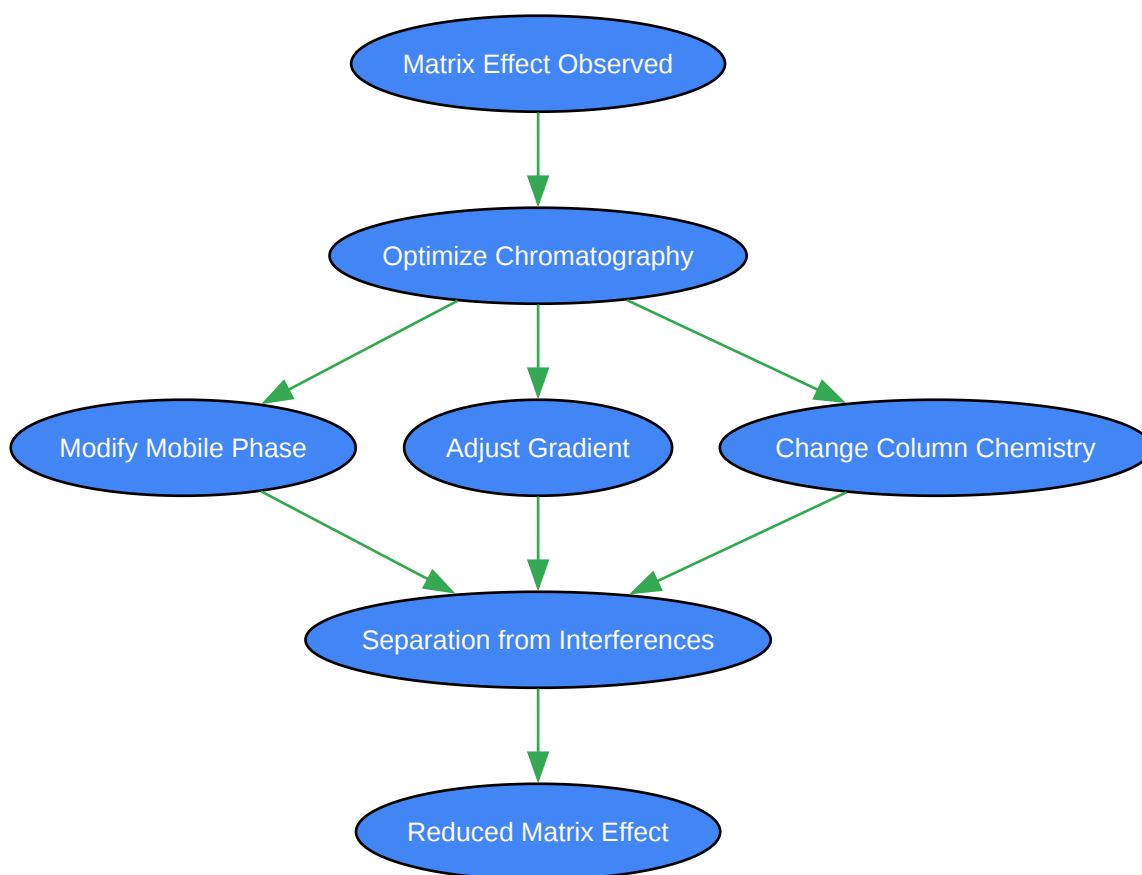 Matrix Effect Observed
Optimize Chromatography
Modify Mobile Phase
Adjust Gradient
Change Column Chemistry
Separation from Interferences
Reduced Matrix Effect